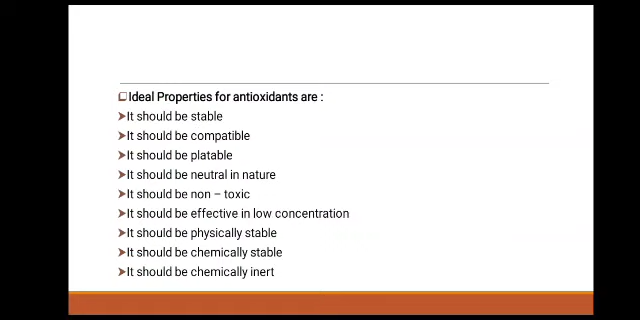 Ideal Properties for antioxidants are :
It should be stable
It should be compatible
It should be platable
It should be neutral in nature
It should be non – toxic
It should be effective in low concentration
It should be physically stable
It should be chemically stable
It should be chemically inert